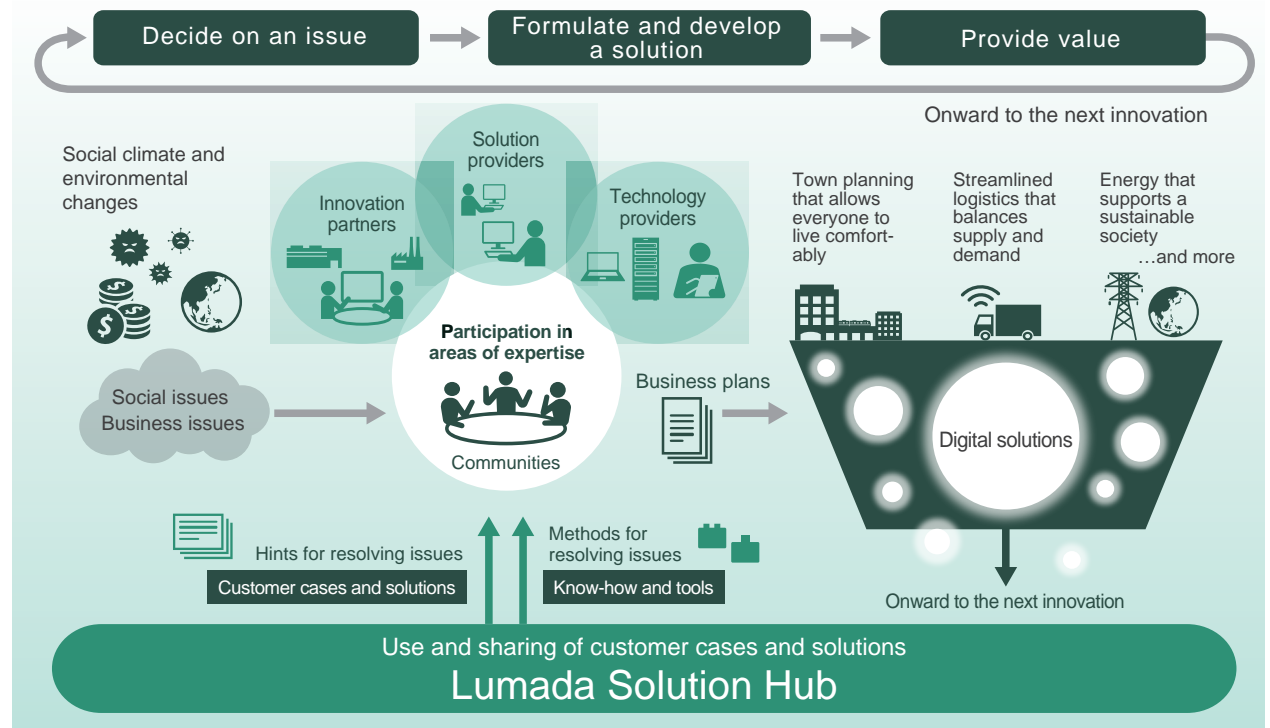 Decide on an issue
Formulate and develop
a solution
Provide value
Onward to the next innovation
Social climate and
environmental
changes
Innovation
partners
Solution
providers
Technology
providers
Town planning
that allows
everyone to
live comfort-
ably
Streamlined
logistics that
balances
supply and
demand
Energy that
supports a
sustainable
society
…and more
$
$
$
Social issues
Business issues
Participation in
areas of expertise
Communities
Business plans
Digital solutions
Hints for resolving issues
Customer cases and solutions
Methods for
resolving issues
Know-how and tools
Onward to the next innovation
Use and sharing of customer cases and solutions
Lumada Solution Hub